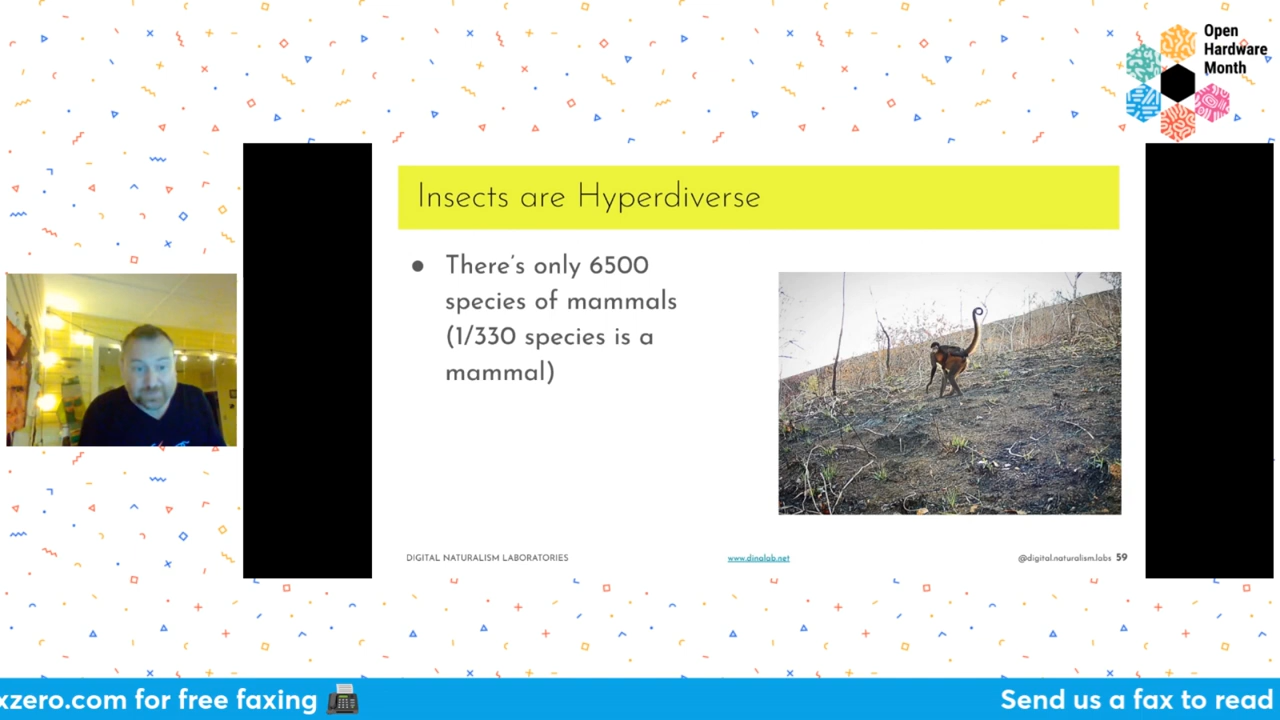 Open
Hardware
Month
Insects are Hyperdiverse
● There's only 6500
species of mammals
(1/330 species is a
mammal)
DIGITAL NATURALISM LABORATORIES
www.dinalab.net
@digital.naturalism.labs 59
xzero.com for free faxing
Send us a fax to read